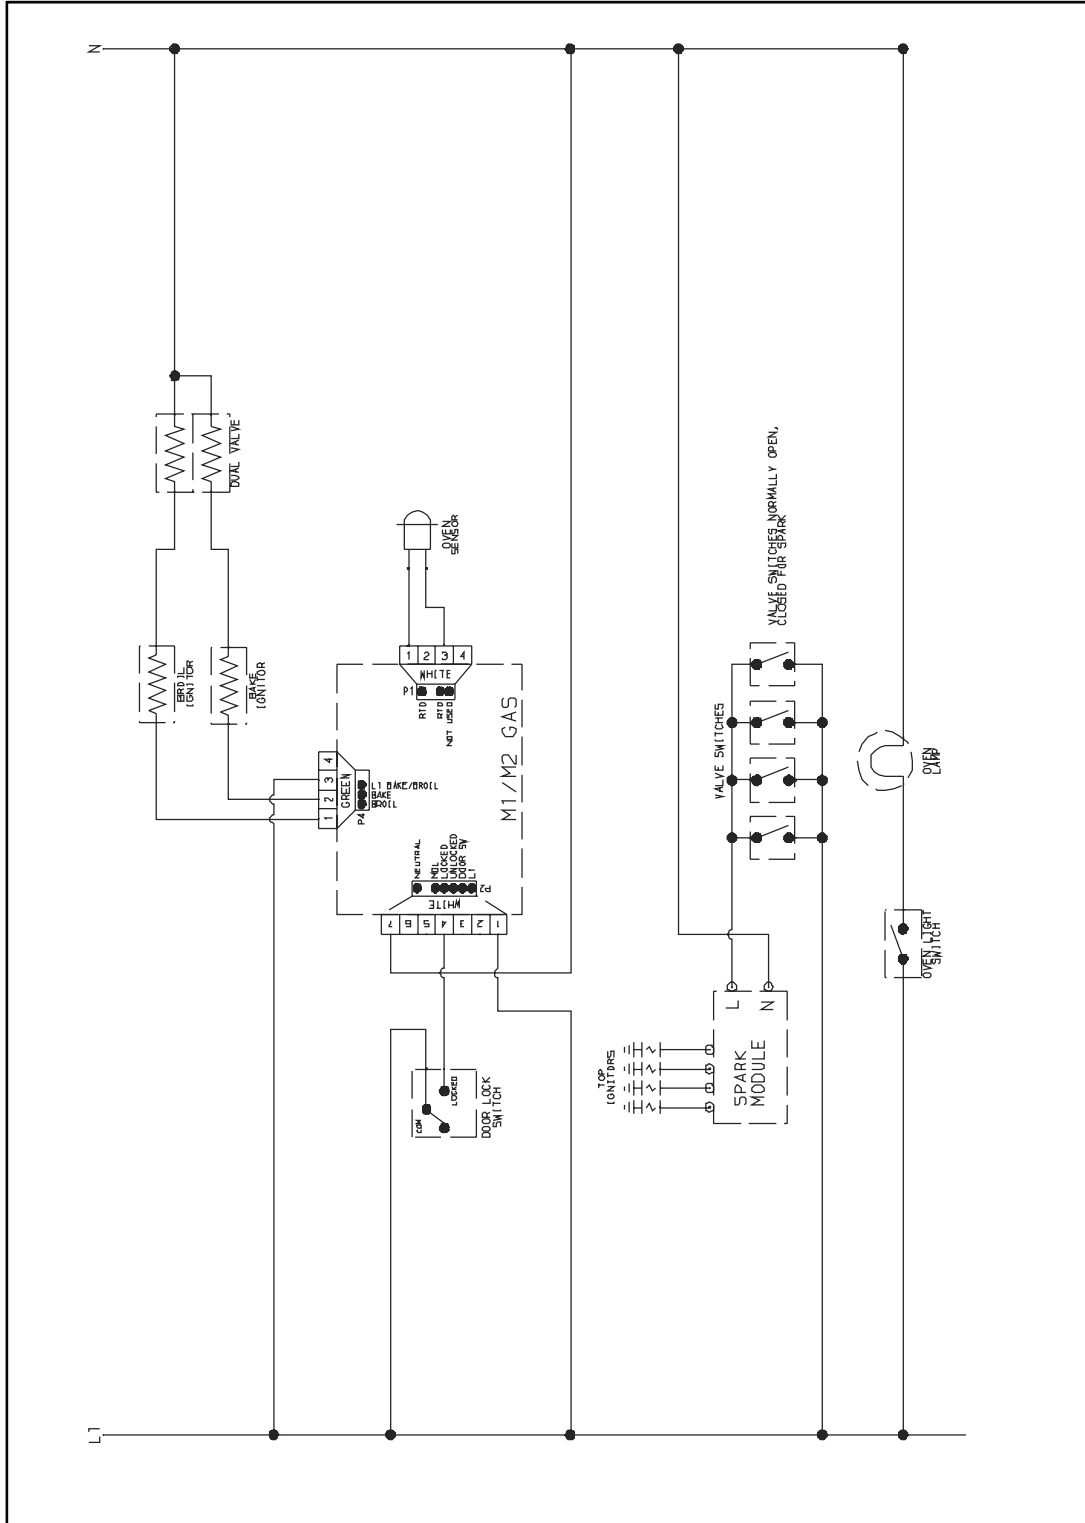 N
DUAL VALVE
OVEN
SENSOR
BROIL
IGNITOR
BAKE
IGNITOR
1 2 3 4
WHITE
P1
RTD
RTD
NOT USED
M1/M2 GAS
4
3
2
1
GREEN
P4
L1 BAKE/BROIL
BAKE
BROIL
NEUTRAL
MDL
LOCKED
UNLOCKED
DOOR SW
L1
P2
WHITE
7 6 5 4 3 2 1
COM
LOCKED
DOOR LOCK
SWITCH
VALVE SWITCHES NORMALLY OPEN,
CLOSED FOR SPARK
VALVE SWITCHES
OVEN
LAMP
OVEN LIGHT
SWITCH
L
N
SPARK
MODULE
TOP
IGNITORS
L1